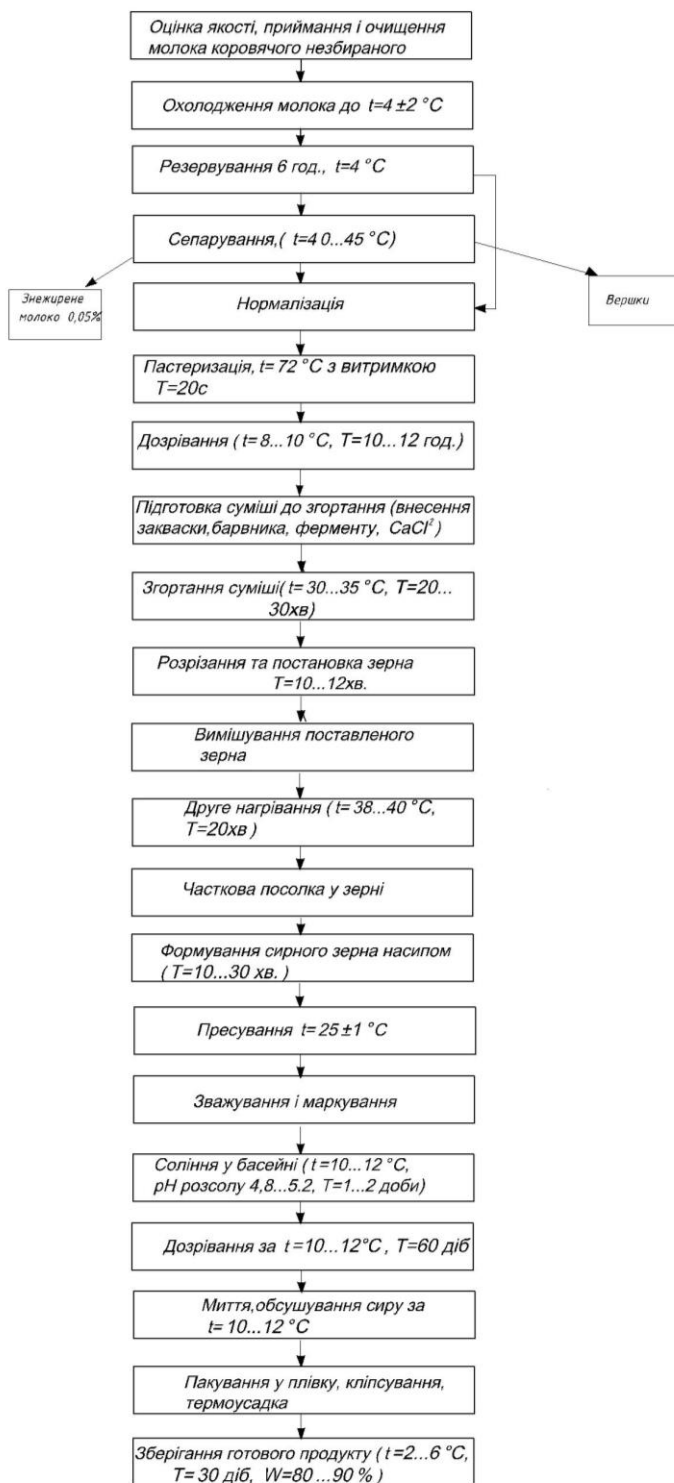 Оцінка якості, приймання і очищення
молока коровячого незбираного
Охолодження молока до t=4 ±2 °C
Резервування 6 год., t=4 °C
Сепарування,( t=4 0...45 °C)
Знежирене
молоко 0,05%
Вершки
Нормалізація
Пастеризація, t= 72 °C з витримкою
T=20с
Дозрівання ( t= 8...10 °C, T=10...12 год.)
Підготовка суміші до згортання (внесення
закваски,барвника, ферменту, CaCl²)
Згортання суміші( t= 30...35 °C, T=20...
30хв)
Розрізання та постановка зерна
T=10...12хв.
Вимішування поставленого
зерна
Друге нагрівання ( t= 38...40 °C,
T=20хв )
Часткова посолка у зерні
Формування сирного зерна насипом
( T=10...30 хв. )
Пресування t=25 ±1 °C
Зважування і маркування
Соління у басейні ( t =10...12 °C,
pH розсолу 4,8...5.2, T=1...2 доби)
Дозрівання за t =10...12°C , T=60 діб
Миття,обсушування сиру за
t= 10...12 °C
Пакування у плівку, кліпсування,
термоусадка
Зберігання готового продукту ( t =2...6 °C,
T= 30 діб, W=80 ...90 % )